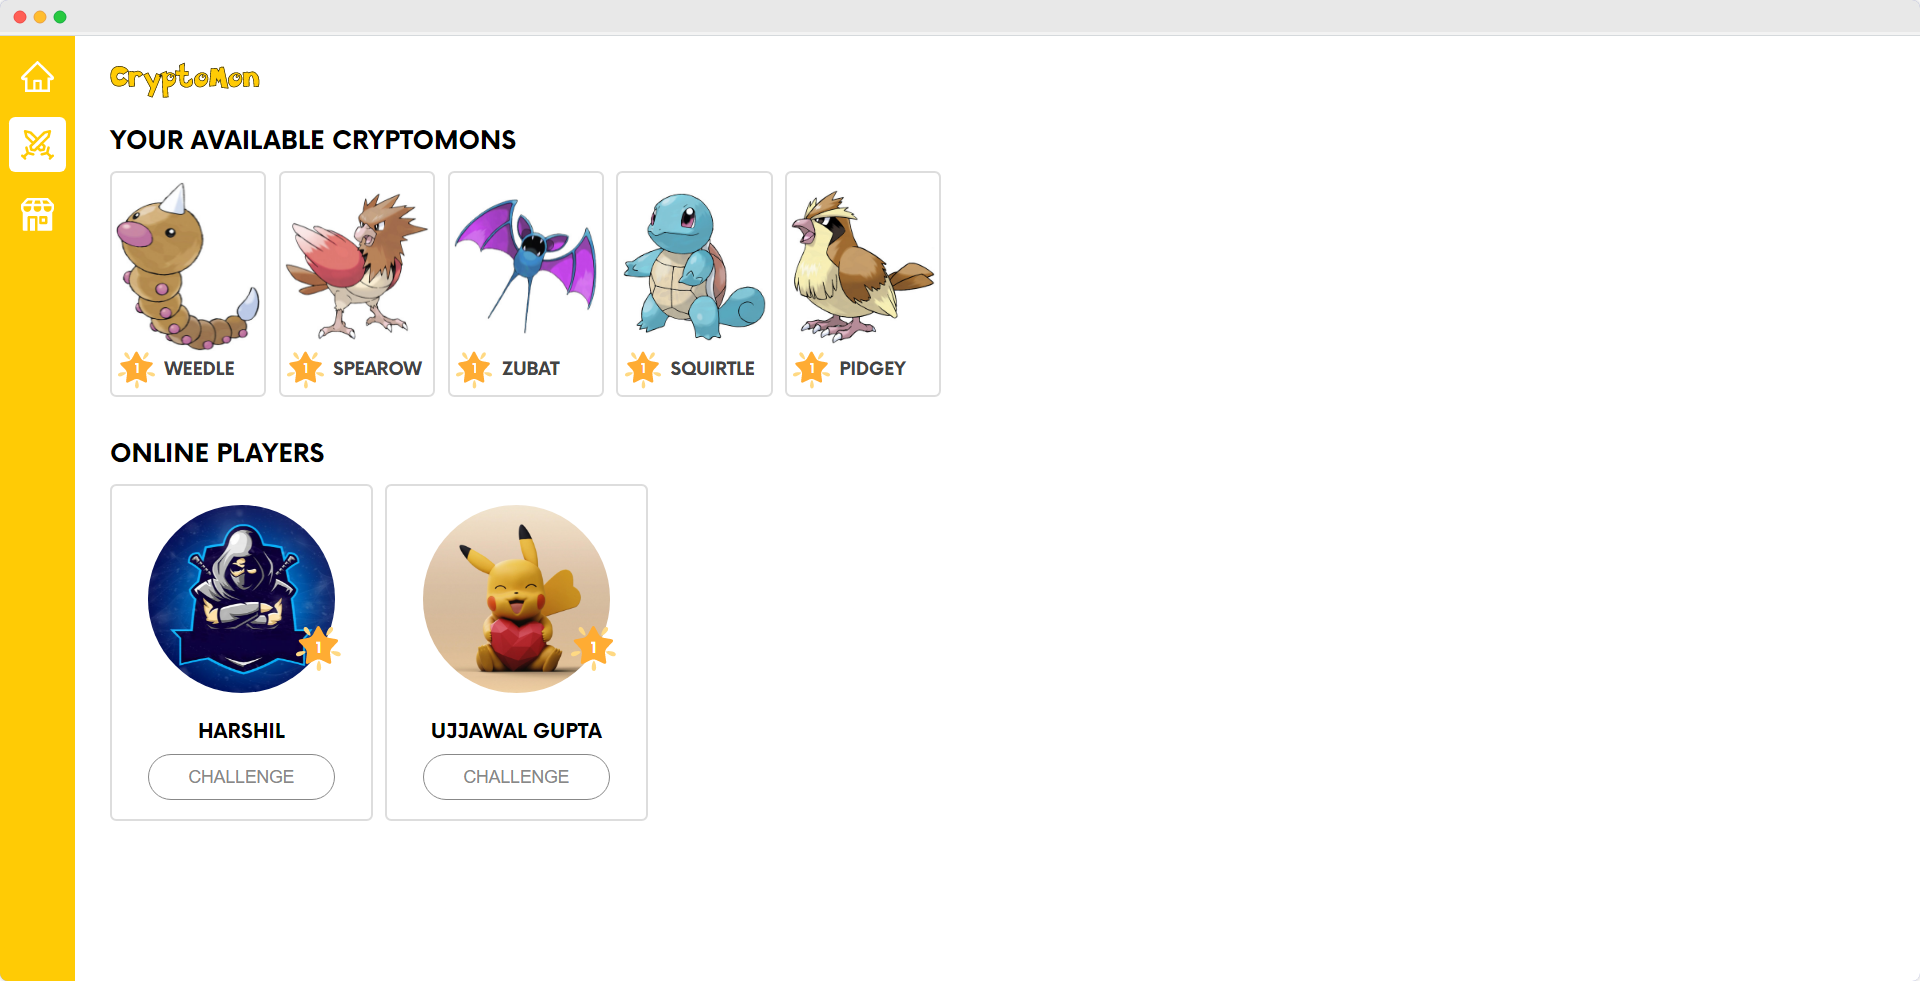 CryptoMon
YOUR AVAILABLE CRYPTOMONS
1 WEEDLE
1 SPEAROW
1 ZUBAT
1 SQUIRTLE
1 PIDGEY
ONLINE PLAYERS
1
1
HARSHIL
UJJAWAL GUPTA
CHALLENGE
CHALLENGE